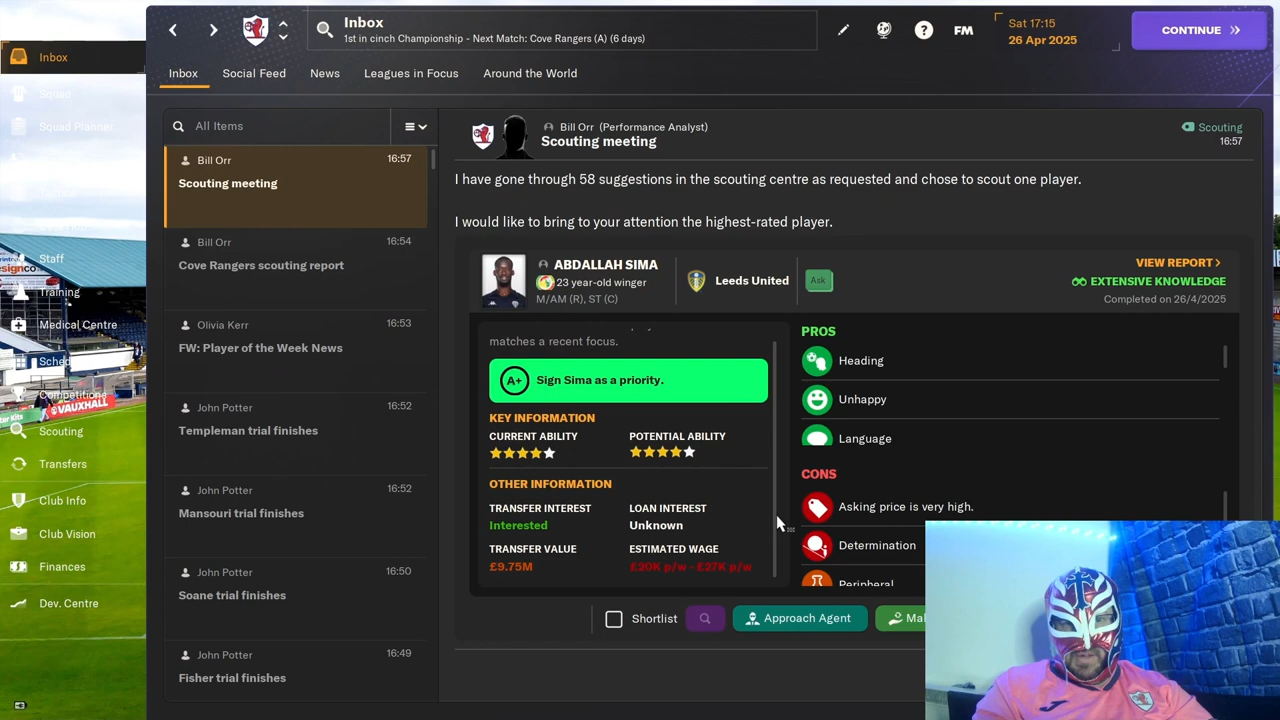 Inbox
1st in cinch Championship - Next Match: Cove Rangers (A) (6 days)
FM
Sat 17:15
26 Apr 2025
CONTINUE
Inbox
Squad
Squad Planner
Staff
Training
Medical Centre
Sched
Competitions
VAUXHALL
Scouting
Transfers
Club Info
Club Vision
Finances
Dev. Centre
Inbox
Social Feed
News
Leagues in Focus
Around the World
All Items
Bill Orr
16:57
Scouting meeting
Bill Orr
16:54
Cove Rangers scouting report
Olivia Kerr
16:53
FW: Player of the Week News
John Potter
16:52
Templeman trial finishes
John Potter
16:52
Mansouri trial finishes
John Potter
16:50
Soane trial finishes
John Potter
16:49
Fisher trial finishes
Bill Orr (Performance Analyst)
Scouting meeting
Scouting
16:57
I have gone through 58 suggestions in the scouting centre as requested and chose to scout one player.
I would like to bring to your attention the highest-rated player.
ABDALLAH SIMA
23 year-old winger
M/AM (R), ST (C)
Leeds United
Ask
VIEW REPORT >
EXTENSIVE KNOWLEDGE
Completed on 26/4/2025
matches a recent focus.
A+ Sign Sima as a priority.
KEY INFORMATION
CURRENT ABILITY
POTENTIAL ABILITY
OTHER INFORMATION
TRANSFER INTEREST
LOAN INTEREST
Interested
Unknown
TRANSFER VALUE
ESTIMATED WAGE
£9.75M
£20K p/w - £27K p/w
PROS
Heading
Unhappy
Language
CONS
Asking price is very high.
Determination
Peripheral
Shortlist
Approach Agent